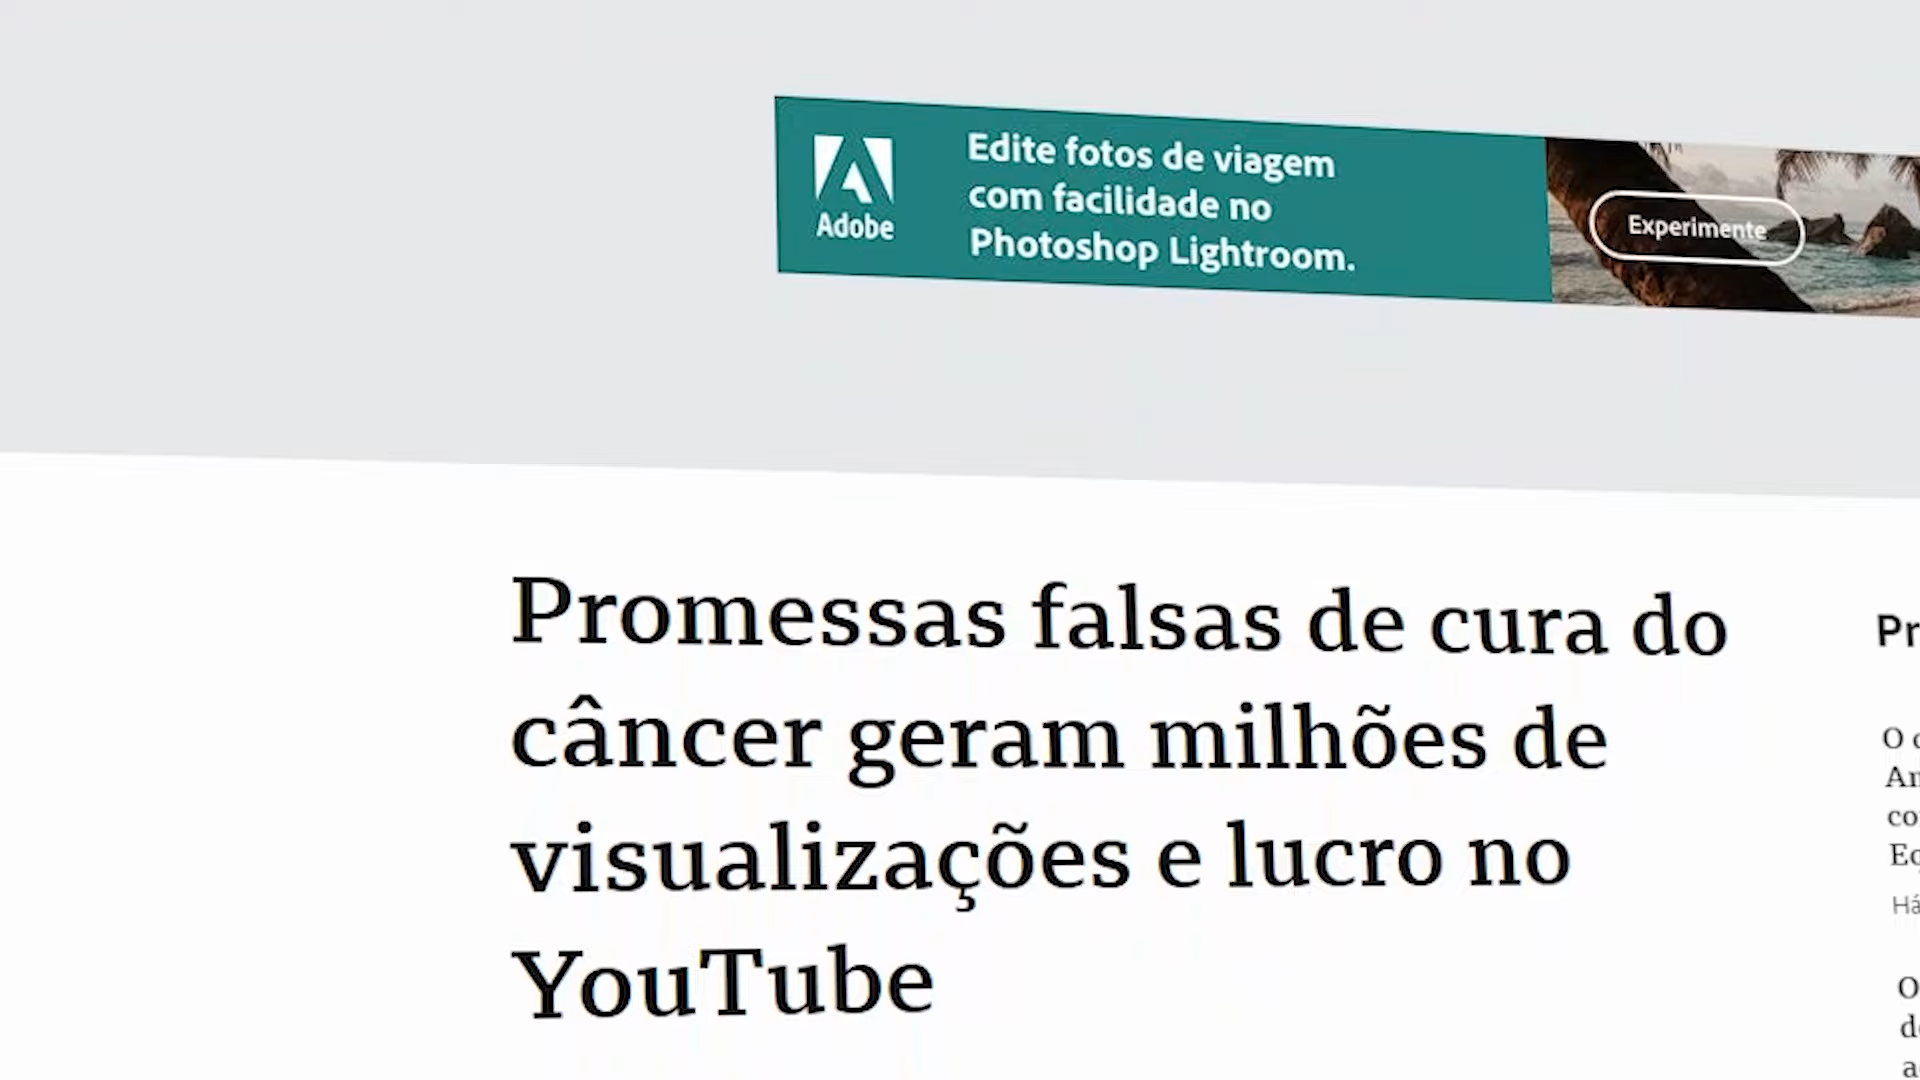 Adobe
Edite fotos de viagem
com facilidade no
Photoshop Lightroom.
Experimente
Promessas falsas de cura do
câncer geram milhões de
visualizações e lucro no
YouTube